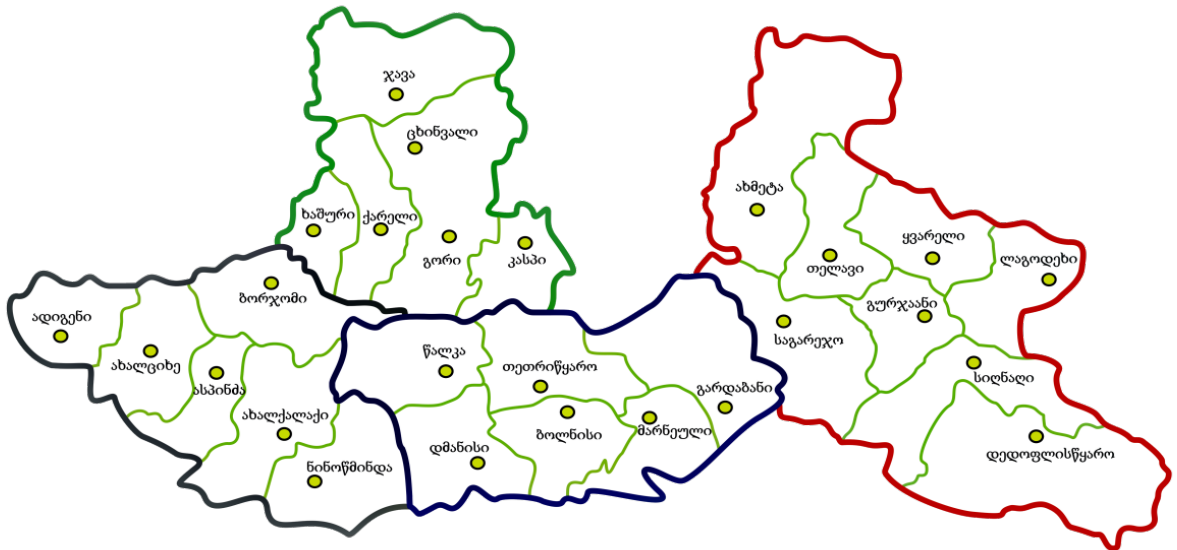 ჯავა
ცხინვალი
ხაშური
ქარელი
გორი
კასპი
ახმეტა
თელავი
ყვარელი
ლაგოდეხი
გურჯაანი
საგარეჯო
სიღნაღი
დედოფლისწყარო
ადიგენი
ახალციხე
ბორჯომი
ასპინძა
ახალქალაქი
ნინოწმინდა
წალკა
თეთრიწყარო
გარდაბანი
დმანისი
ბოლნისი
მარნეული